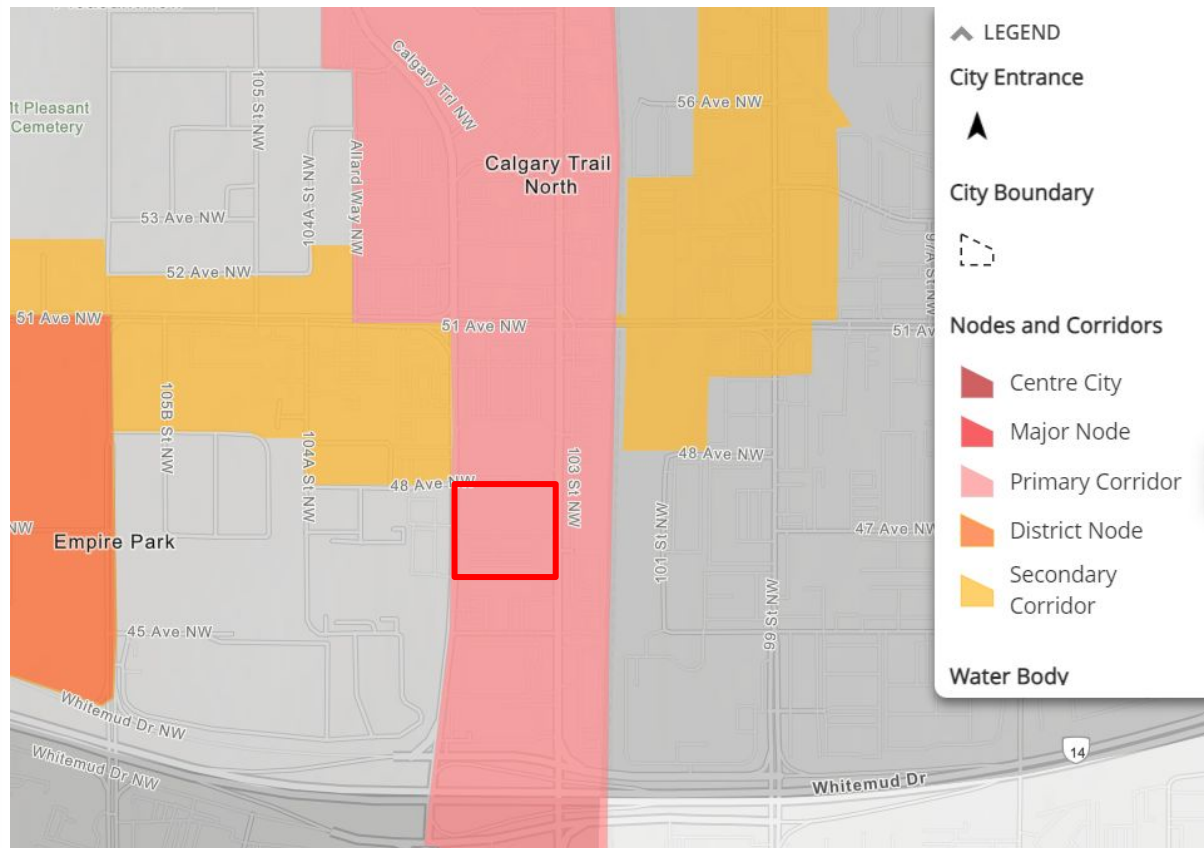 Calgary Trl NW
105 St NW
56 Ave NW
Mt Pleasant
Cemetery
Allard Way NW
Calgary Trail
North
104A St NW
53 Ave NW
97A St NW
52 Ave NW
51 Ave NW
51 Ave NW
51 Av
105B St NW
104A St NW
103 St NW
48 Ave NW
48 Ave NW
NW
Empire Park
47 Ave NW
101 St NW
99 St NW
45 Ave NW
Whitemud Dr NW
Whitemud Dr NW
14
Whitemud Dr
LEGEND
City Entrance
City Boundary
Nodes and Corridors
Centre City
Major Node
Primary Corridor
District Node
Secondary
Corridor
Water Body